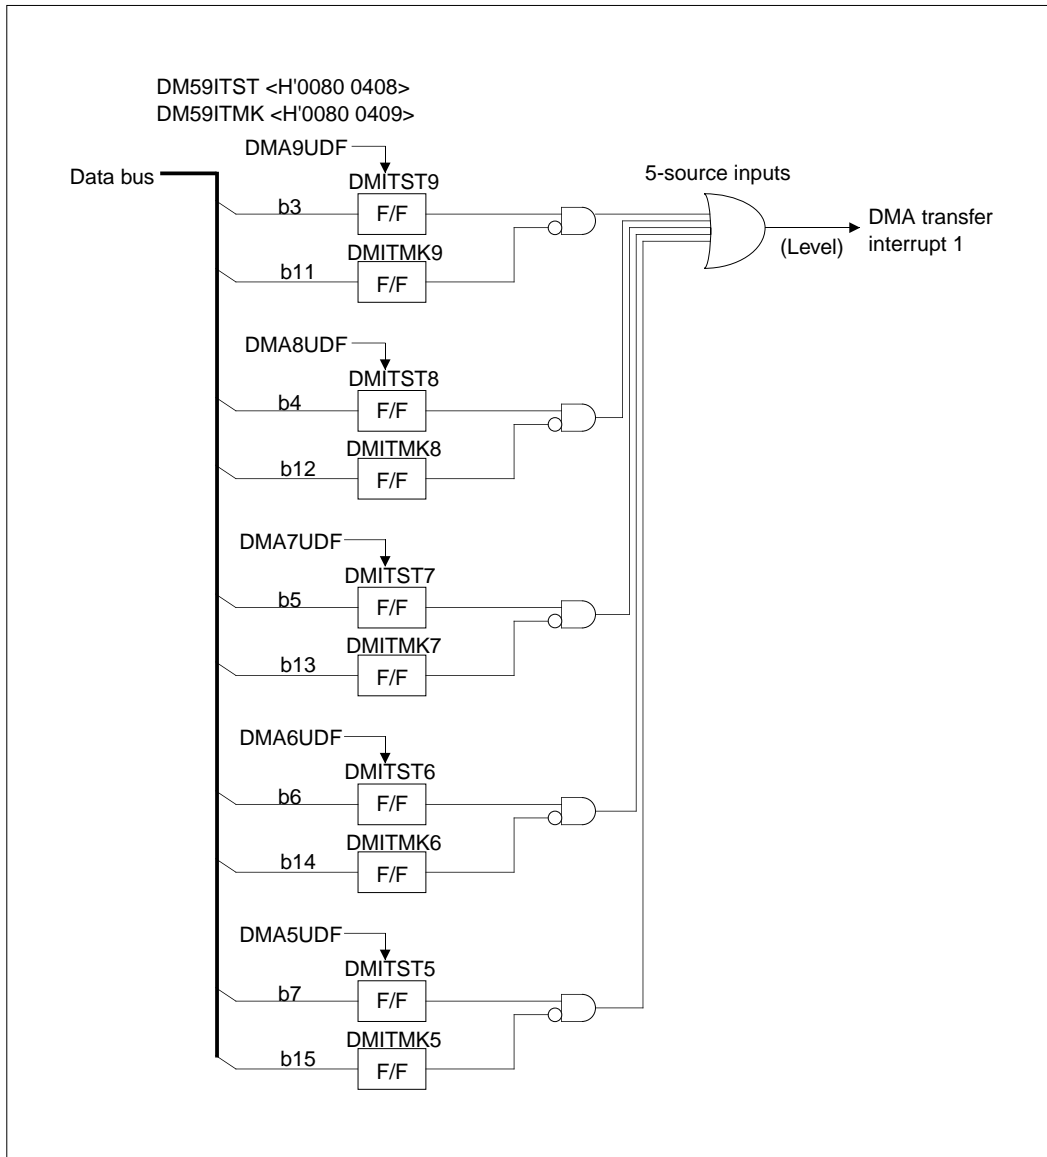 DM59ITST <H'0080 0408>
DM59ITMK <H'0080 0409>
DMA9UDF
Data bus
DMITST9
5-source inputs
b3
F/F
DMA transfer
interrupt 1
(Level)
DMITMK9
b11
F/F
DMA8UDF
DMITST8
b4
F/F
DMITMK8
b12
F/F
DMA7UDF
DMITST7
b5
F/F
DMITMK7
b13
F/F
DMA6UDF
DMITST6
b6
F/F
DMITMK6
b14
F/F
DMA5UDF
DMITST5
b7
F/F
DMITMK5
b15
F/F